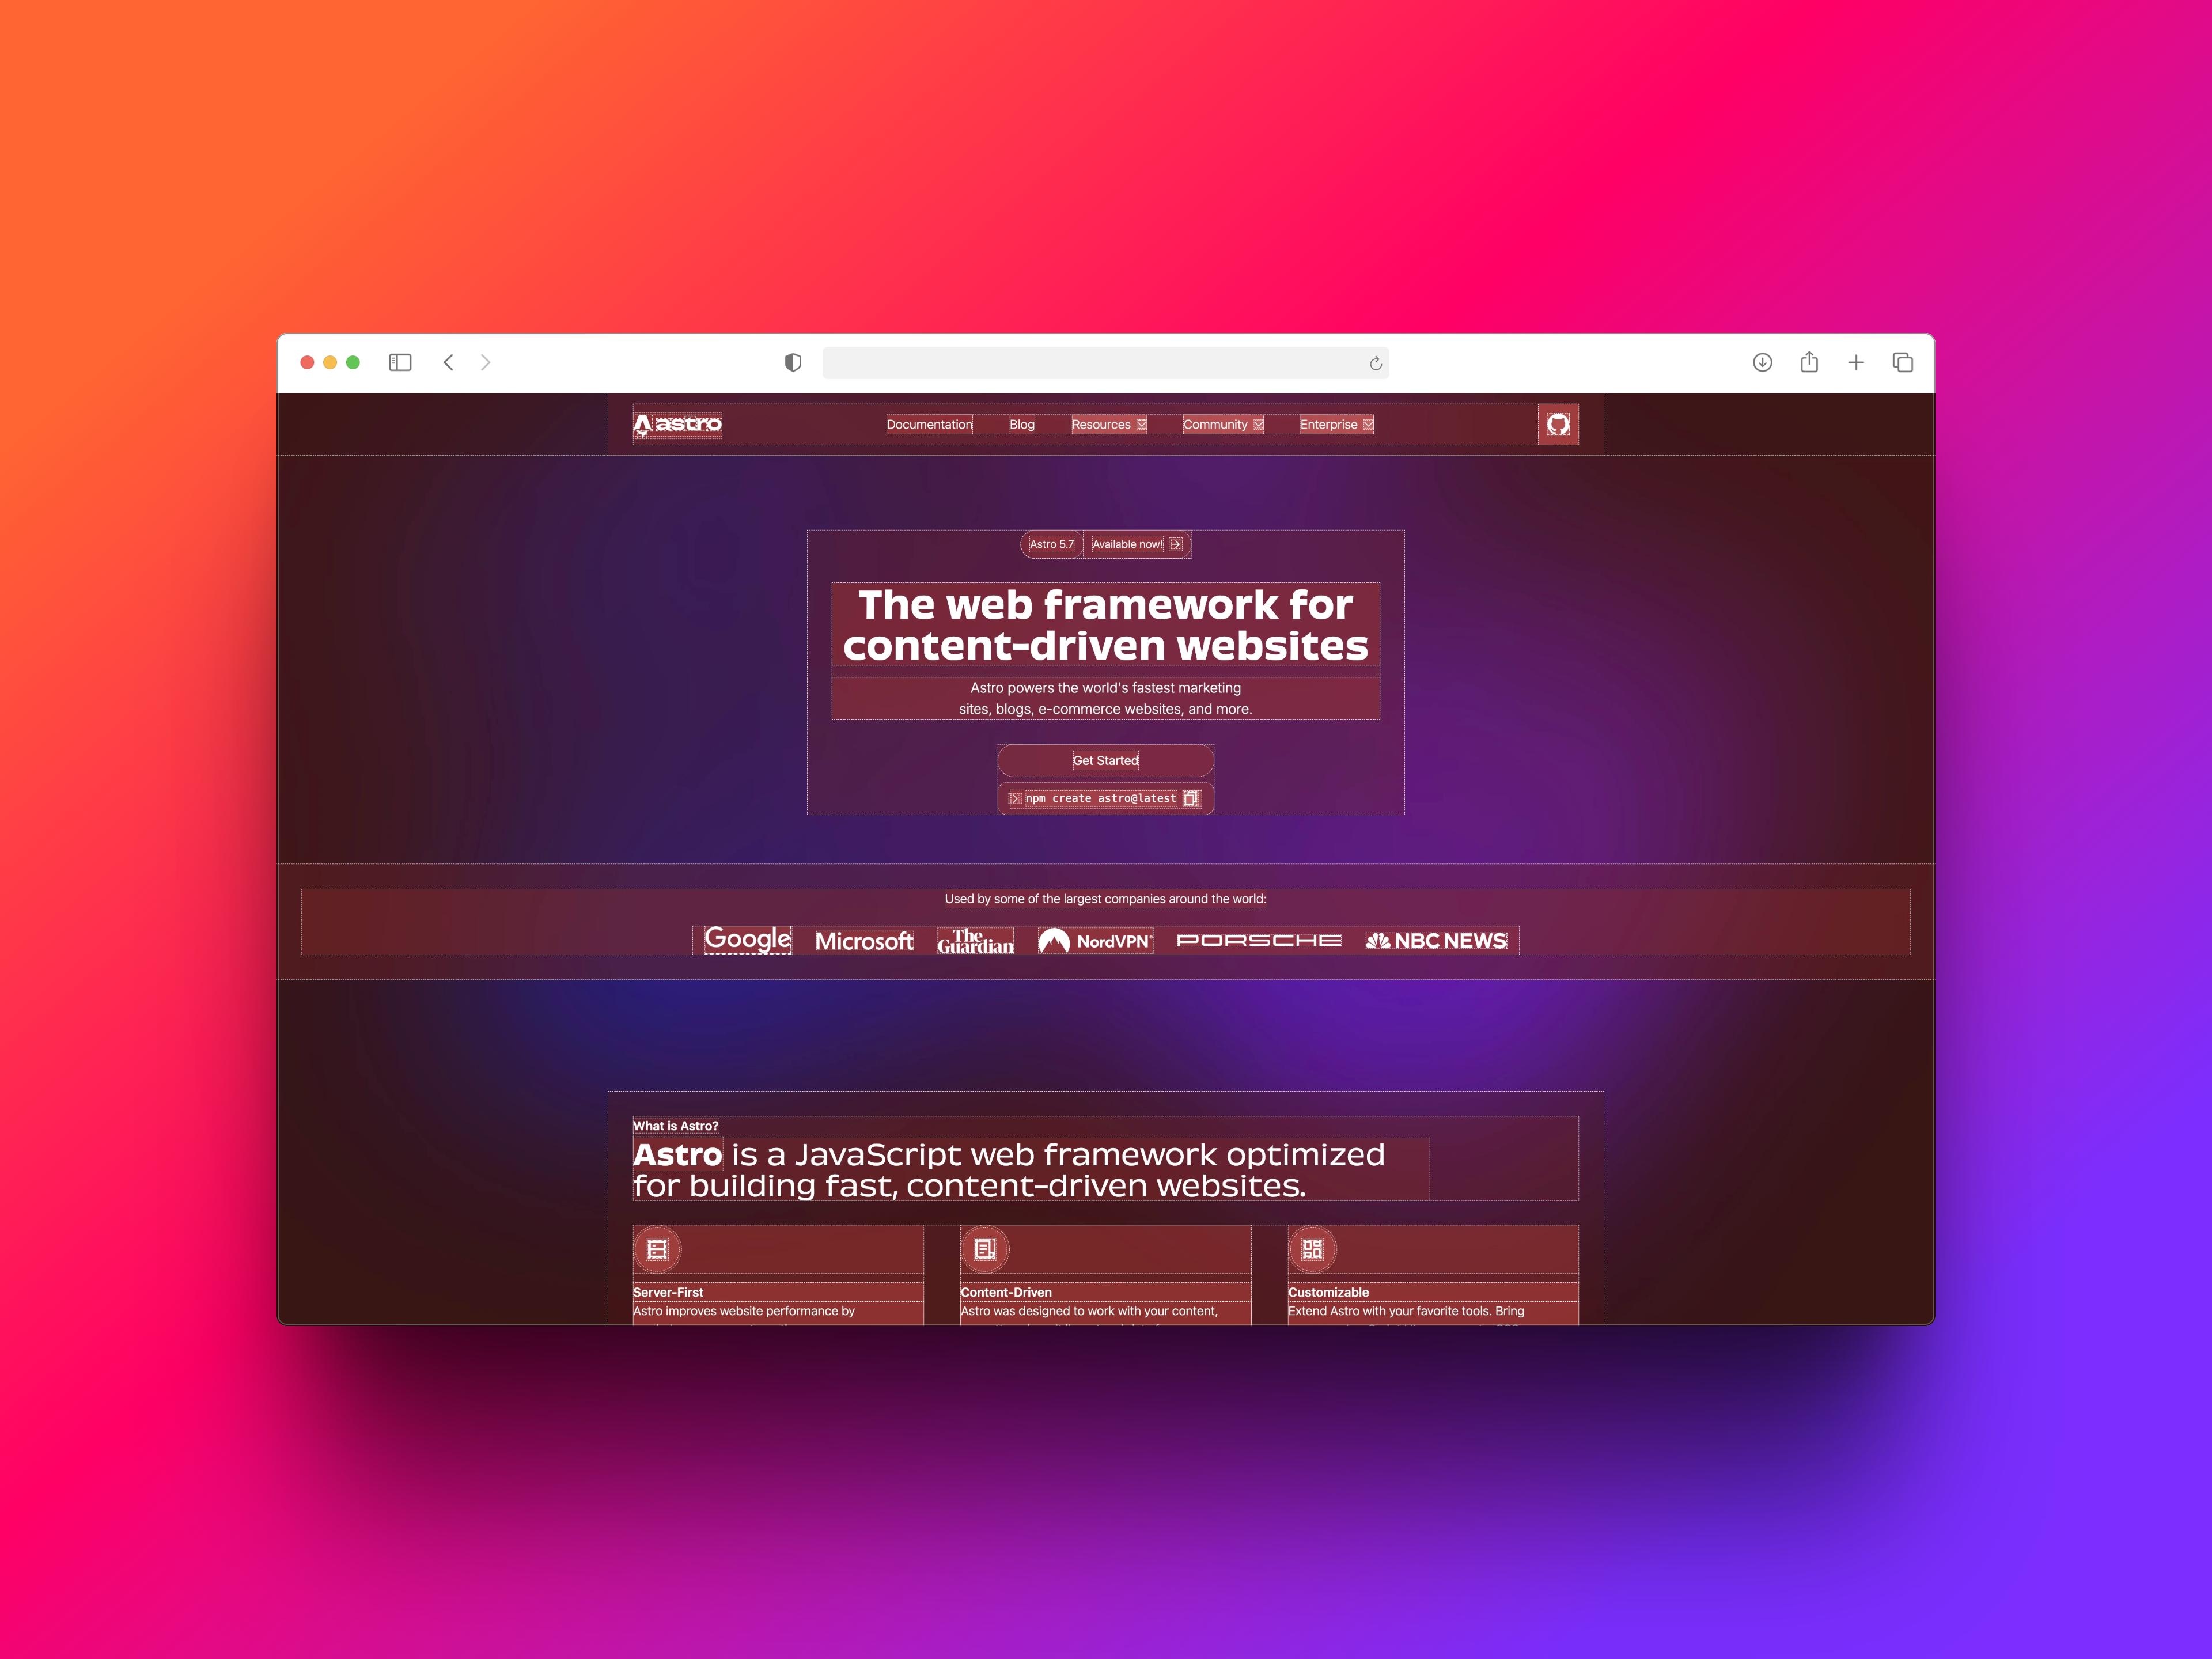 astro
Documentation
Blog
Resources
Community
Enterprise
Astro 5.7
Available now!
The web framework for
content-driven websites
Astro powers the world's fastest marketing
sites, blogs, e-commerce websites, and more.
Get Started
npm create astro@latest
Used by some of the largest companies around the world:
Google
Microsoft
The
Guardian
NordVPN
PORSCHE
NBC NEWS
What is Astro?
Astro is a JavaScript web framework optimized
for building fast, content-driven websites.
Server-First
Astro improves website performance by
Content-Driven
Astro was designed to work with your content,
Customizable
Extend Astro with your favorite tools. Bring